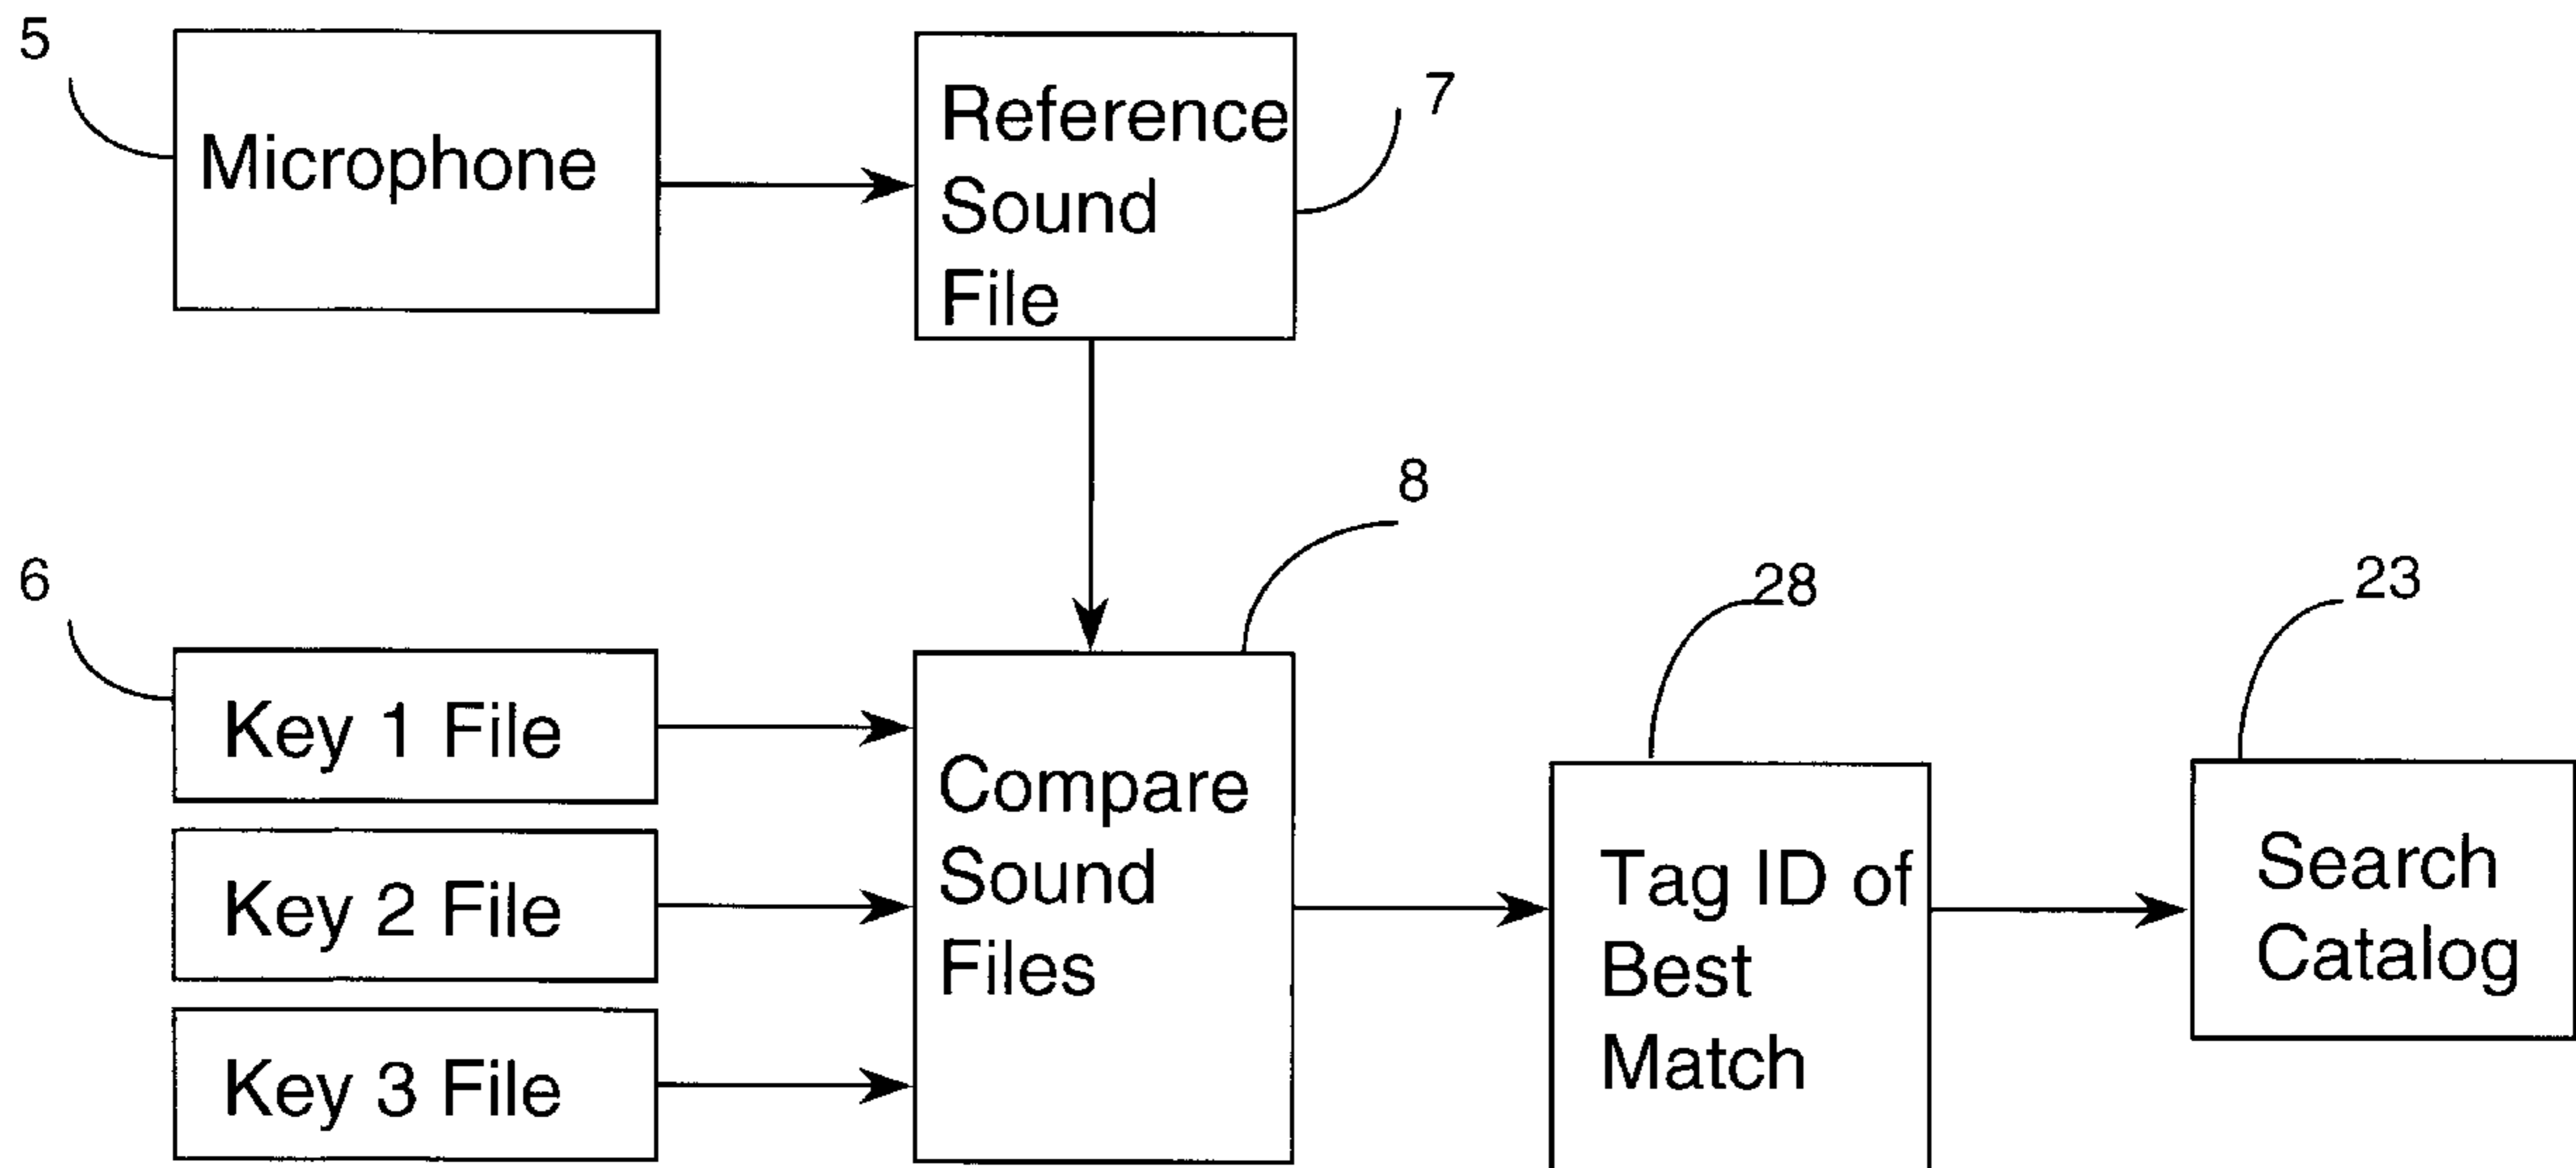 5
Microphone
Reference
Sound
File
7
8
6
Key 1 File
Key 2 File
Key 3 File
Compare
Sound
Files
28
Tag ID of
Best
Match
23
Search
Catalog